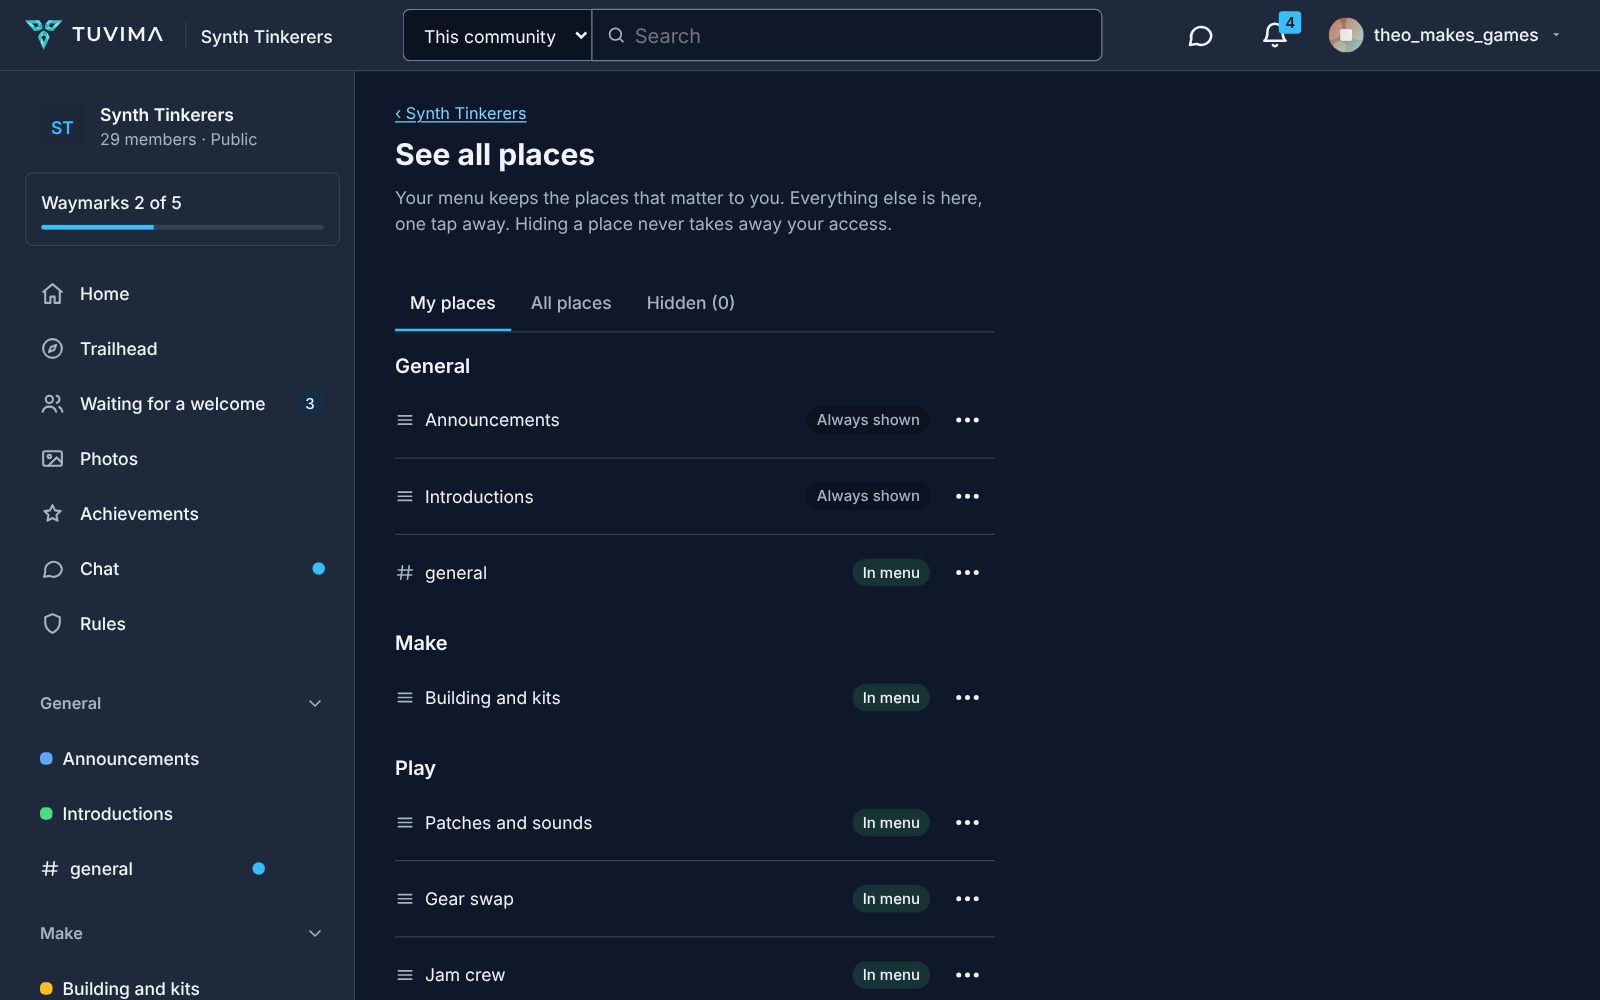 TUVIMA
Synth Tinkerers
This community
Search
4
theo_makes_games
ST
Synth Tinkerers
29 members · Public
Waymarks 2 of 5
Home
Trailhead
Waiting for a welcome
3
Photos
Achievements
Chat
Rules
General
Announcements
Introductions
# general
Make
Building and kits
‹ Synth Tinkerers
See all places
Your menu keeps the places that matter to you. Everything else is here,
one tap away. Hiding a place never takes away your access.
My places
All places
Hidden (0)
General
Announcements
Always shown
Introductions
Always shown
# general
In menu
Make
Building and kits
In menu
Play
Patches and sounds
In menu
Gear swap
In menu
Jam crew
In menu